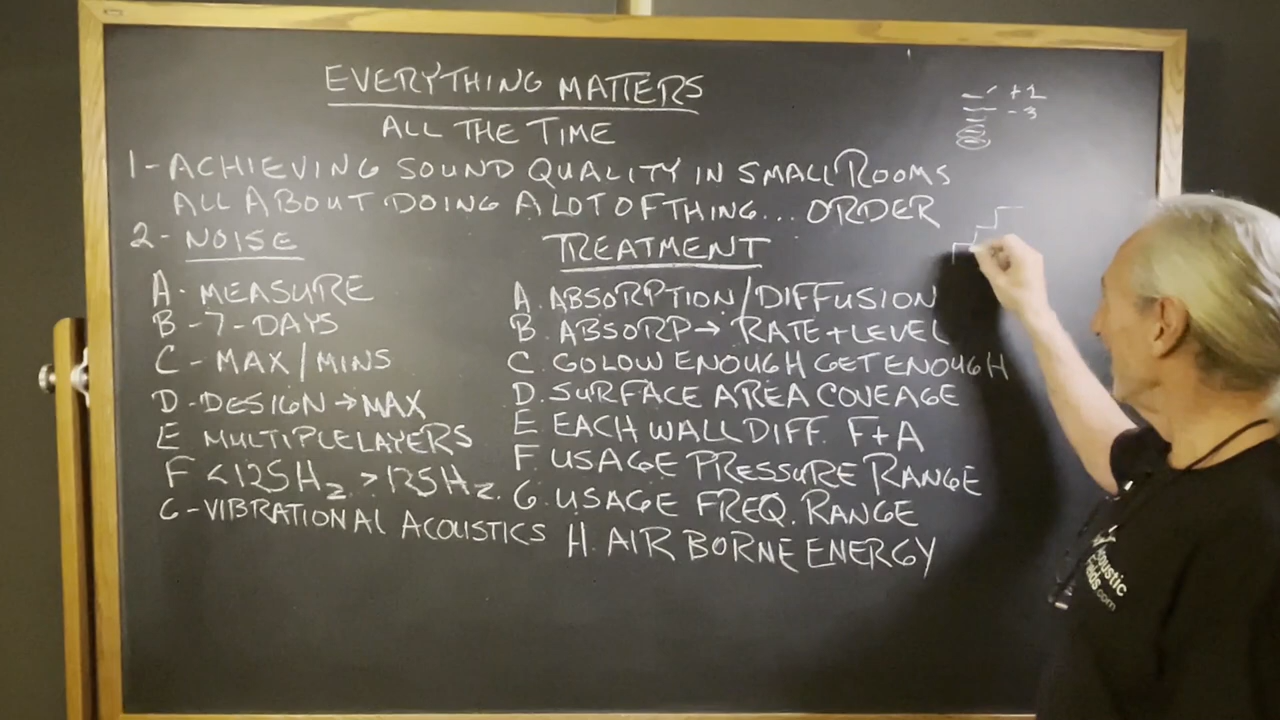 EVERYTHING MATTERS
ALL THE TIME
1 - ACHIEVING SOUND QUALITY IN SMALL ROOMS
ALL ABOUT DOING A LOT OF THING... ORDER
2 - NOISE
A - MEASURE
B - 7 - DAYS
C - MAX / MINS
D - DESIGN → MAX
E MULTIPLE LAYERS
F < 125 Hz > 125 Hz.
G - VIBRATIONAL ACOUSTICS
TREATMENT
A. ABSORPTION / DIFFUSION
B. ABSORP → RATE + LEVEL
C. GO LOW ENOUGH GET ENOUGH
D. SURFACE AREA COVEAGE
E EACH WALL DIFF. F + A
F. USAGE PRESSURE RANGE
G. USAGE FREQ. RANGE
H. AIR BORNE ENERGY
+1
-3
Acoustic
Fields.com